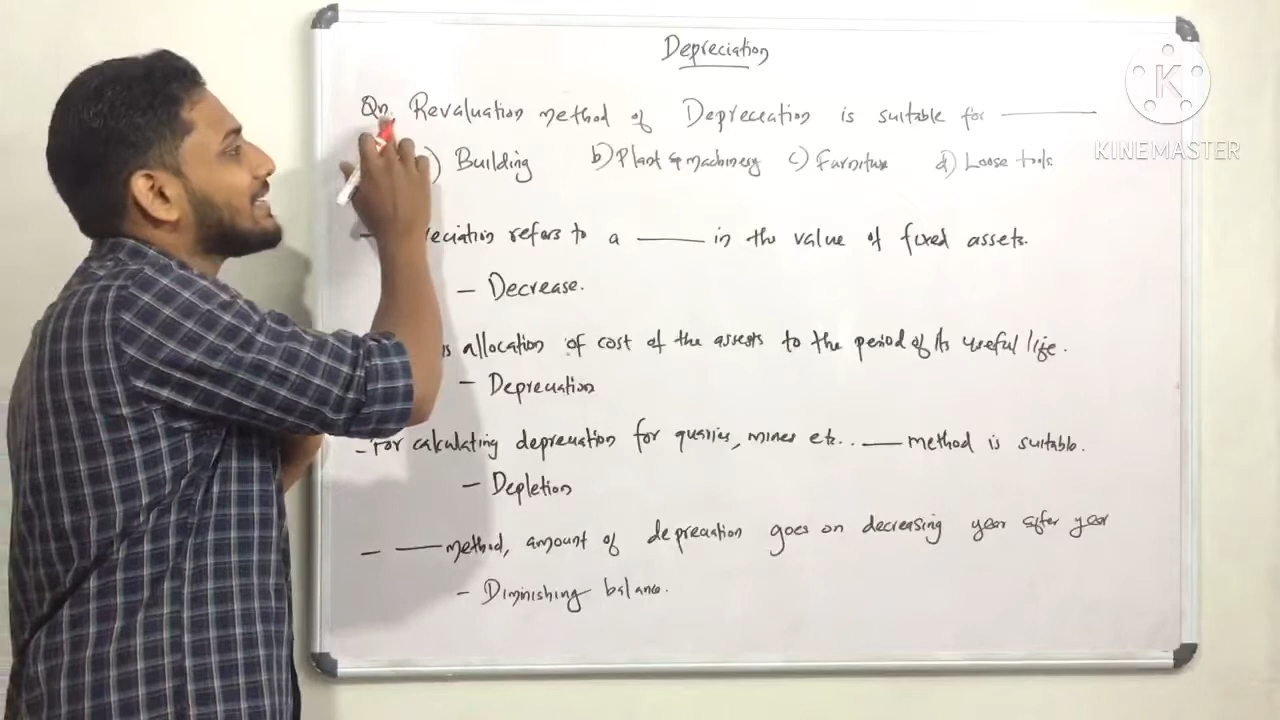 Depreciation
Qn. Revaluation method of Depreciation is suitable for ———
) Building b) Plant & machinery c) Furniture d) Loose tools
eciation refers to a —— in the value of fixed assets.
- Decrease.
is allocation of cost of the assests to the period of its useful life.
- Depreciation
- For calculating depreciation for quarries, mines etc.. —— method is suitable.
- Depletion
- —— method, amount of depreciation goes on decreasing year after year
- Diminishing balance.
K
KINEMASTER